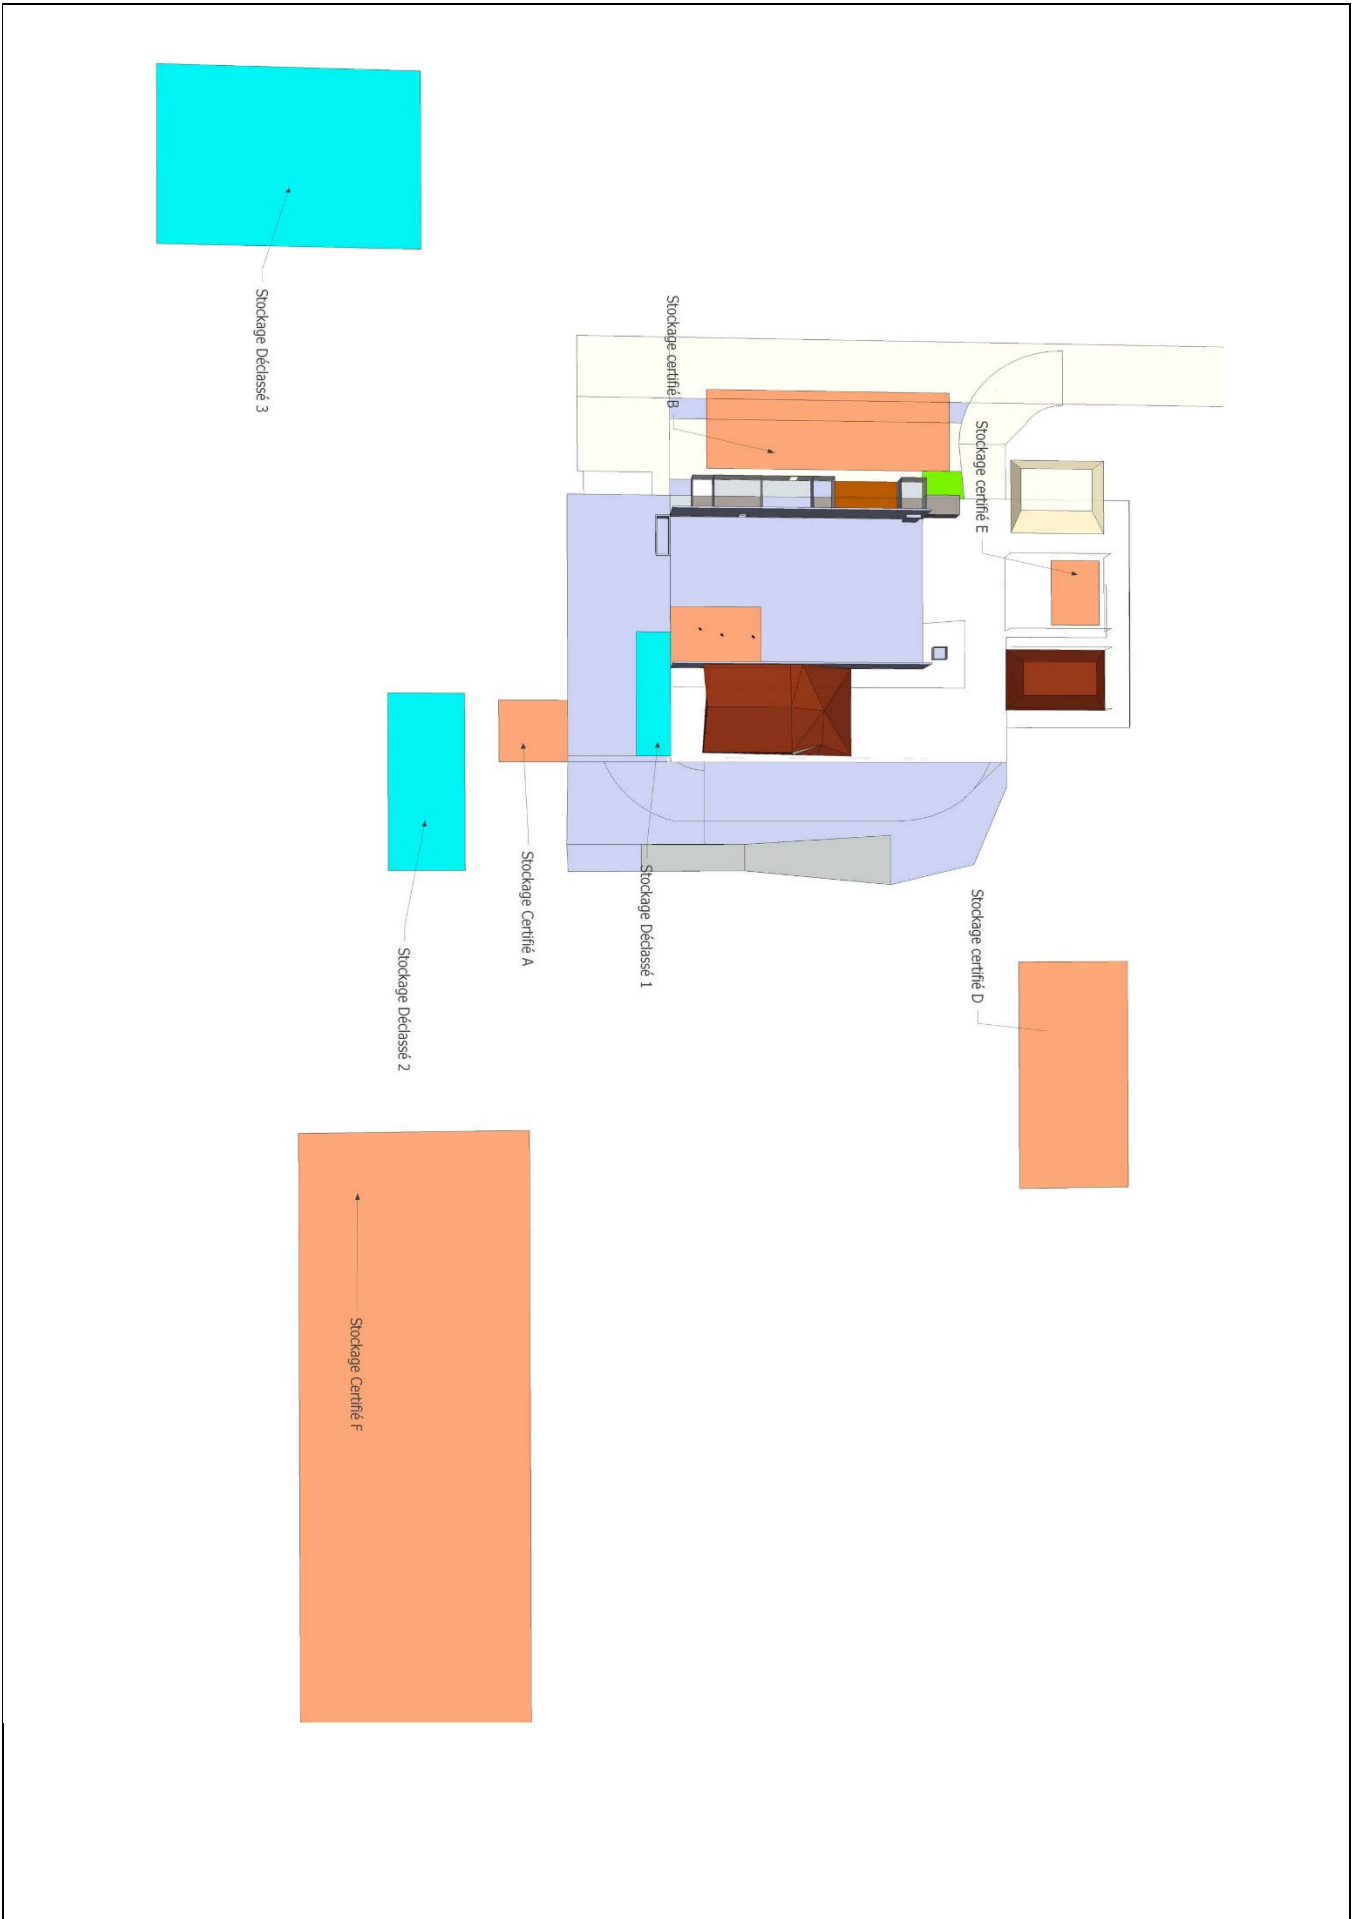 Stockage Déclassé 3
Stockage certifié B
Stockage certifié E
Stockage Déclassé 1
Stockage Certifié A
Stockage Déclassé 2
Stockage certifié D
Stockage Certifié F